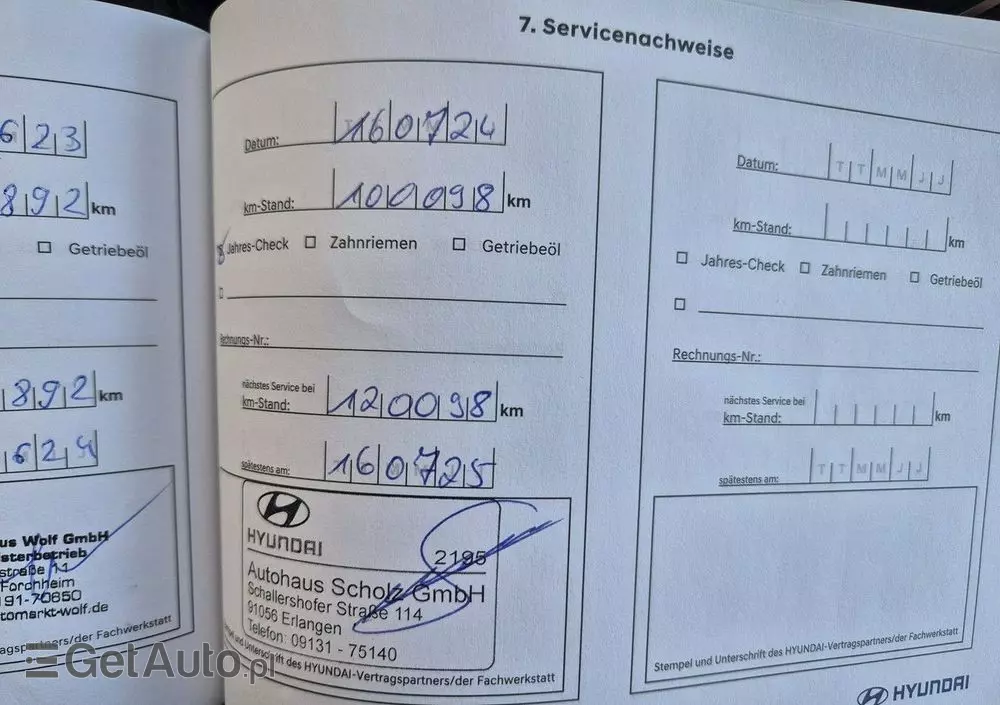 7. Servicenachweise
623
892 km
Getriebeöl
892 km
624
us Wolf GmbH
sterbetrieb
straße 11
Forchheim
91-70850
tomarkt-wolf.de
partners/der Fachwerkstatt
Datum: 160724
km-Stand: 100098 km
Jahres-Check Zahnriemen Getriebeöl
chnungs-Nr.:
nächstes Service bei
km-Stand: 120098 km
spätestens am: 160725
HYUNDAI
2195
Autohaus Scholz GmbH
Schallershofer Straße 114
91056 Erlangen
Telefon: 09131 - 75140
Stempel und Unterschrift des HYUNDAI-Vertragspartners/der Fachwerkstatt
Datum: T T M M J J
km-Stand: km
Jahres-Check Zahnriemen Getriebeöl
Rechnungs-Nr.:
nächstes Service bei
km-Stand: km
spätestens am: T T M M J J
Stempel und Unterschrift des HYUNDAI-Vertragspartners/der Fachwerkstatt
HYUNDAI
GetAuto.pl